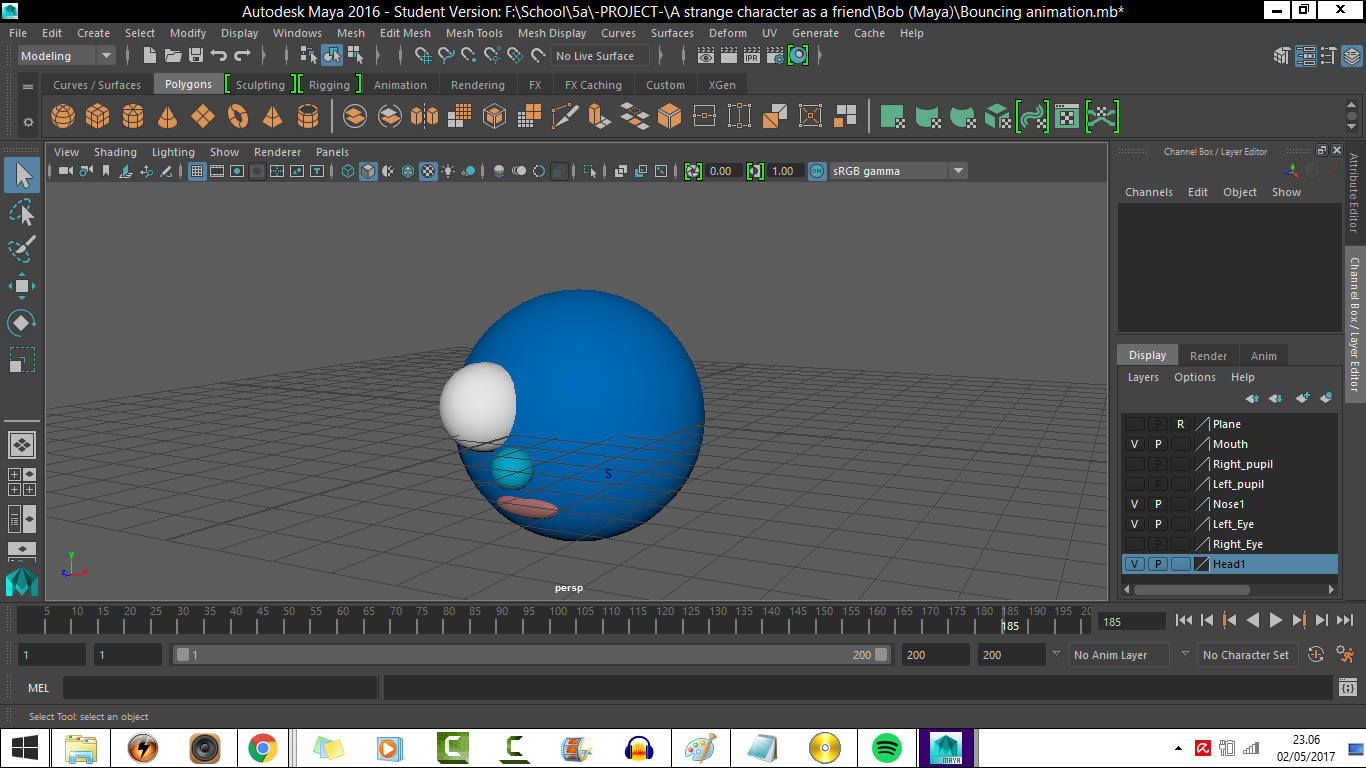 Autodesk Maya 2016 - Student Version: F:\School\5a\-PROJECT-\A strange character as a friend\Bob (Maya)\Bouncing animation.mb*
File Edit Create Select Modify Display Windows Mesh Edit Mesh Mesh Tools Mesh Display Curves Surfaces Deform UV Generate Cache Help
Modeling No Live Surface IPR
Curves / Surfaces Polygons Sculpting Rigging Animation Rendering FX FX Caching Custom XGen
View Shading Lighting Show Renderer Panels
0.00 1.00 ON sRGB gamma
Channel Box / Layer Editor
Channels Edit Object Show
Attribute Editor
Channel Box / Layer Editor
Display Render Anim
Layers Options Help
P R Plane
V P Mouth
P Right_pupil
P Left_pupil
V P Nose1
V P Left_Eye
P Right_Eye
V P Head1
S
y
z x
persp
5 10 15 20 25 30 35 40 45 50 55 60 65 70 75 80 85 90 95 100 105 110 115 120 125 130 135 140 145 150 155 160 165 170 175 180 185 190 195 20
185
185
1 1 1 200 200 200 No Anim Layer No Character Set
MEL
Select Tool: select an object
MAYA
23.06
02/05/2017